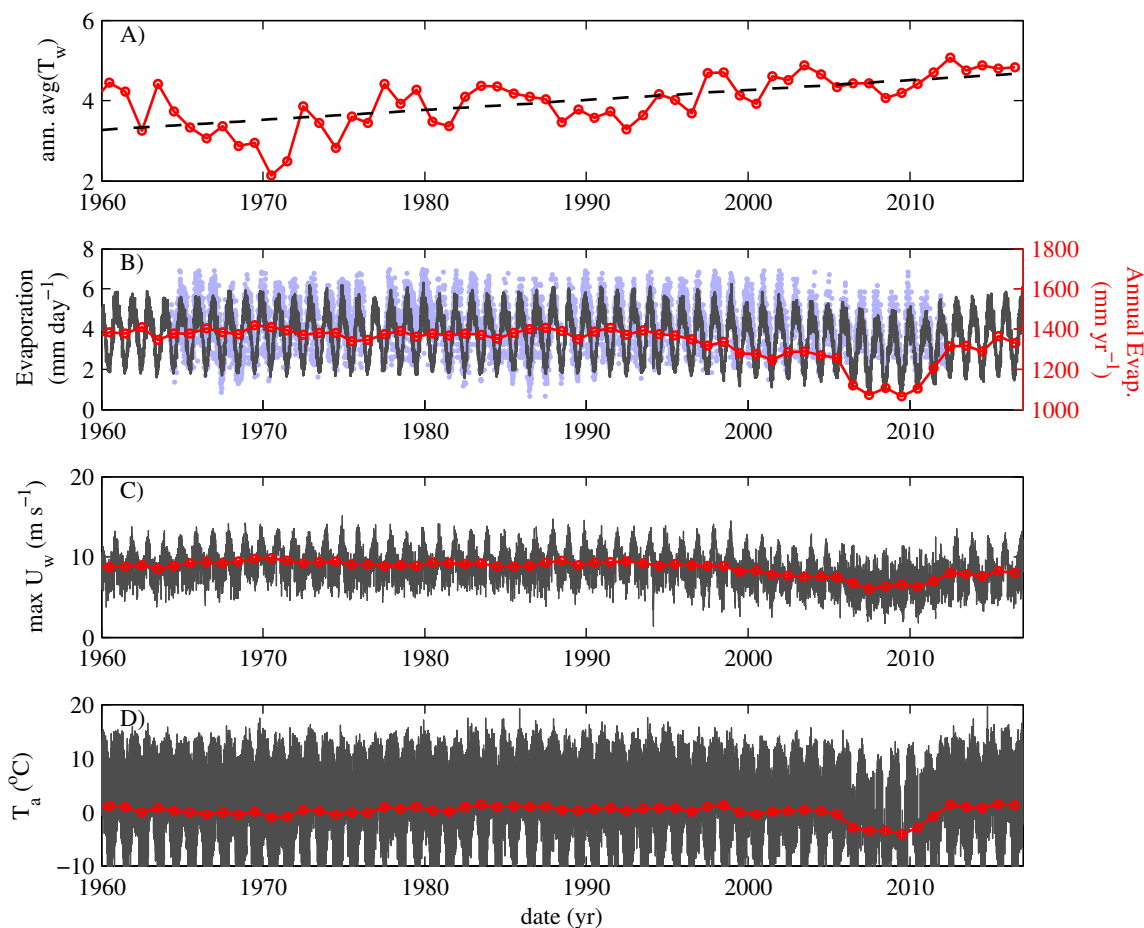 A)
ann. avg(T_w)
6
4
2
1960 1970 1980 1990 2000 2010
B)
Evaporation
(mm day⁻¹)
8
6
4
2
0
1800
1600
1400
1200
1000
Annual Evap.
(mm yr⁻¹)
1960 1970 1980 1990 2000 2010
C)
max U_w (m s⁻¹)
20
10
0
1960 1970 1980 1990 2000 2010
D)
T_a (°C)
20
10
0
−10
1960 1970 1980 1990 2000 2010
date (yr)